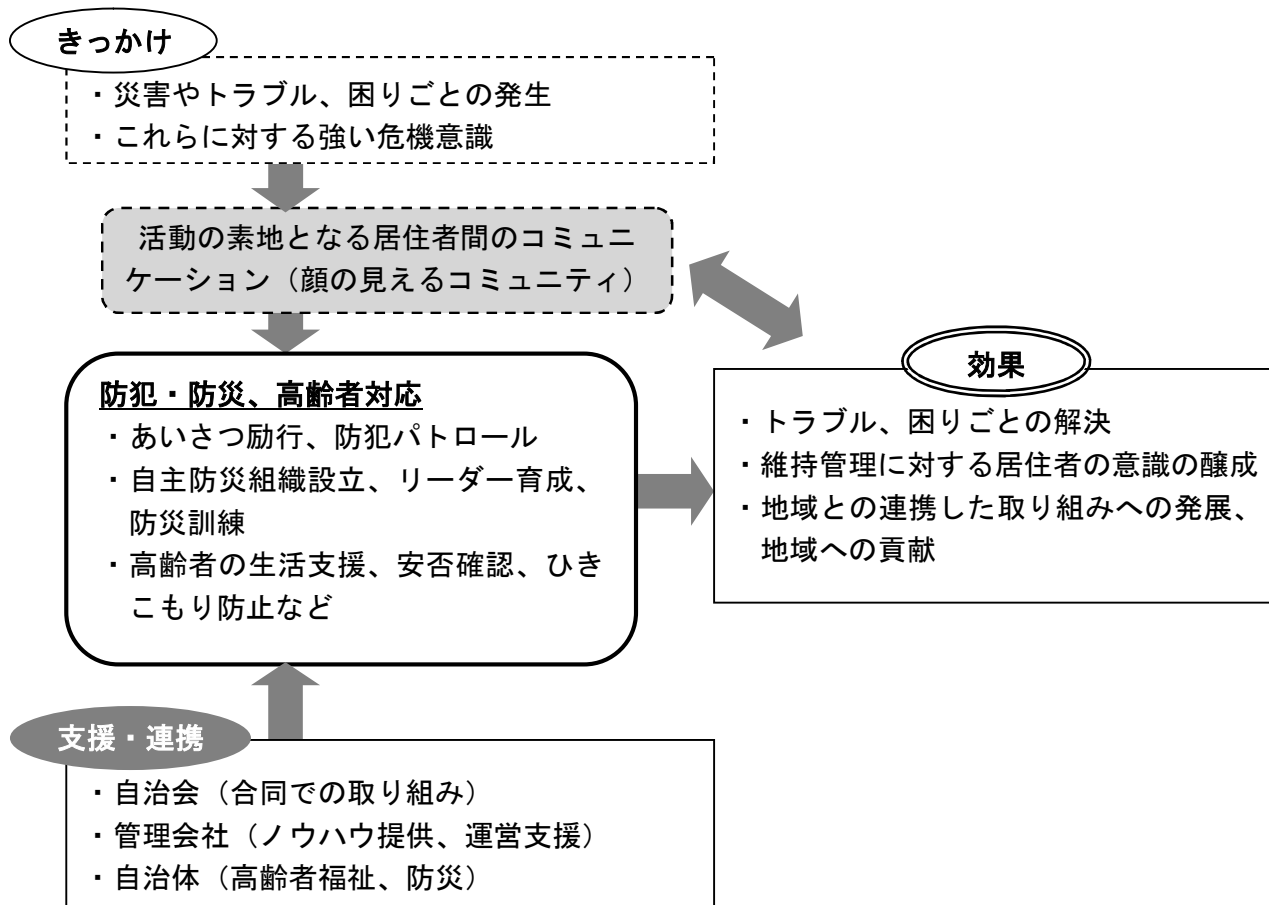 きっかけ
・災害やトラブル、困りごとの発生
・これらに対する強い危機意識
活動の素地となる居住者間のコミュニ
ケーション（顔の見えるコミュニティ）
防犯・防災、高齢者対応
・あいさつ励行、防犯パトロール
・自主防災組織設立、リーダー育成、
防災訓練
・高齢者の生活支援、安否確認、ひき
こもり防止など
効果
・トラブル、困りごとの解決
・維持管理に対する居住者の意識の醸成
・地域との連携した取り組みへの発展、
地域への貢献
支援・連携
・自治会（合同での取り組み）
・管理会社（ノウハウ提供、運営支援）
・自治体（高齢者福祉、防災）